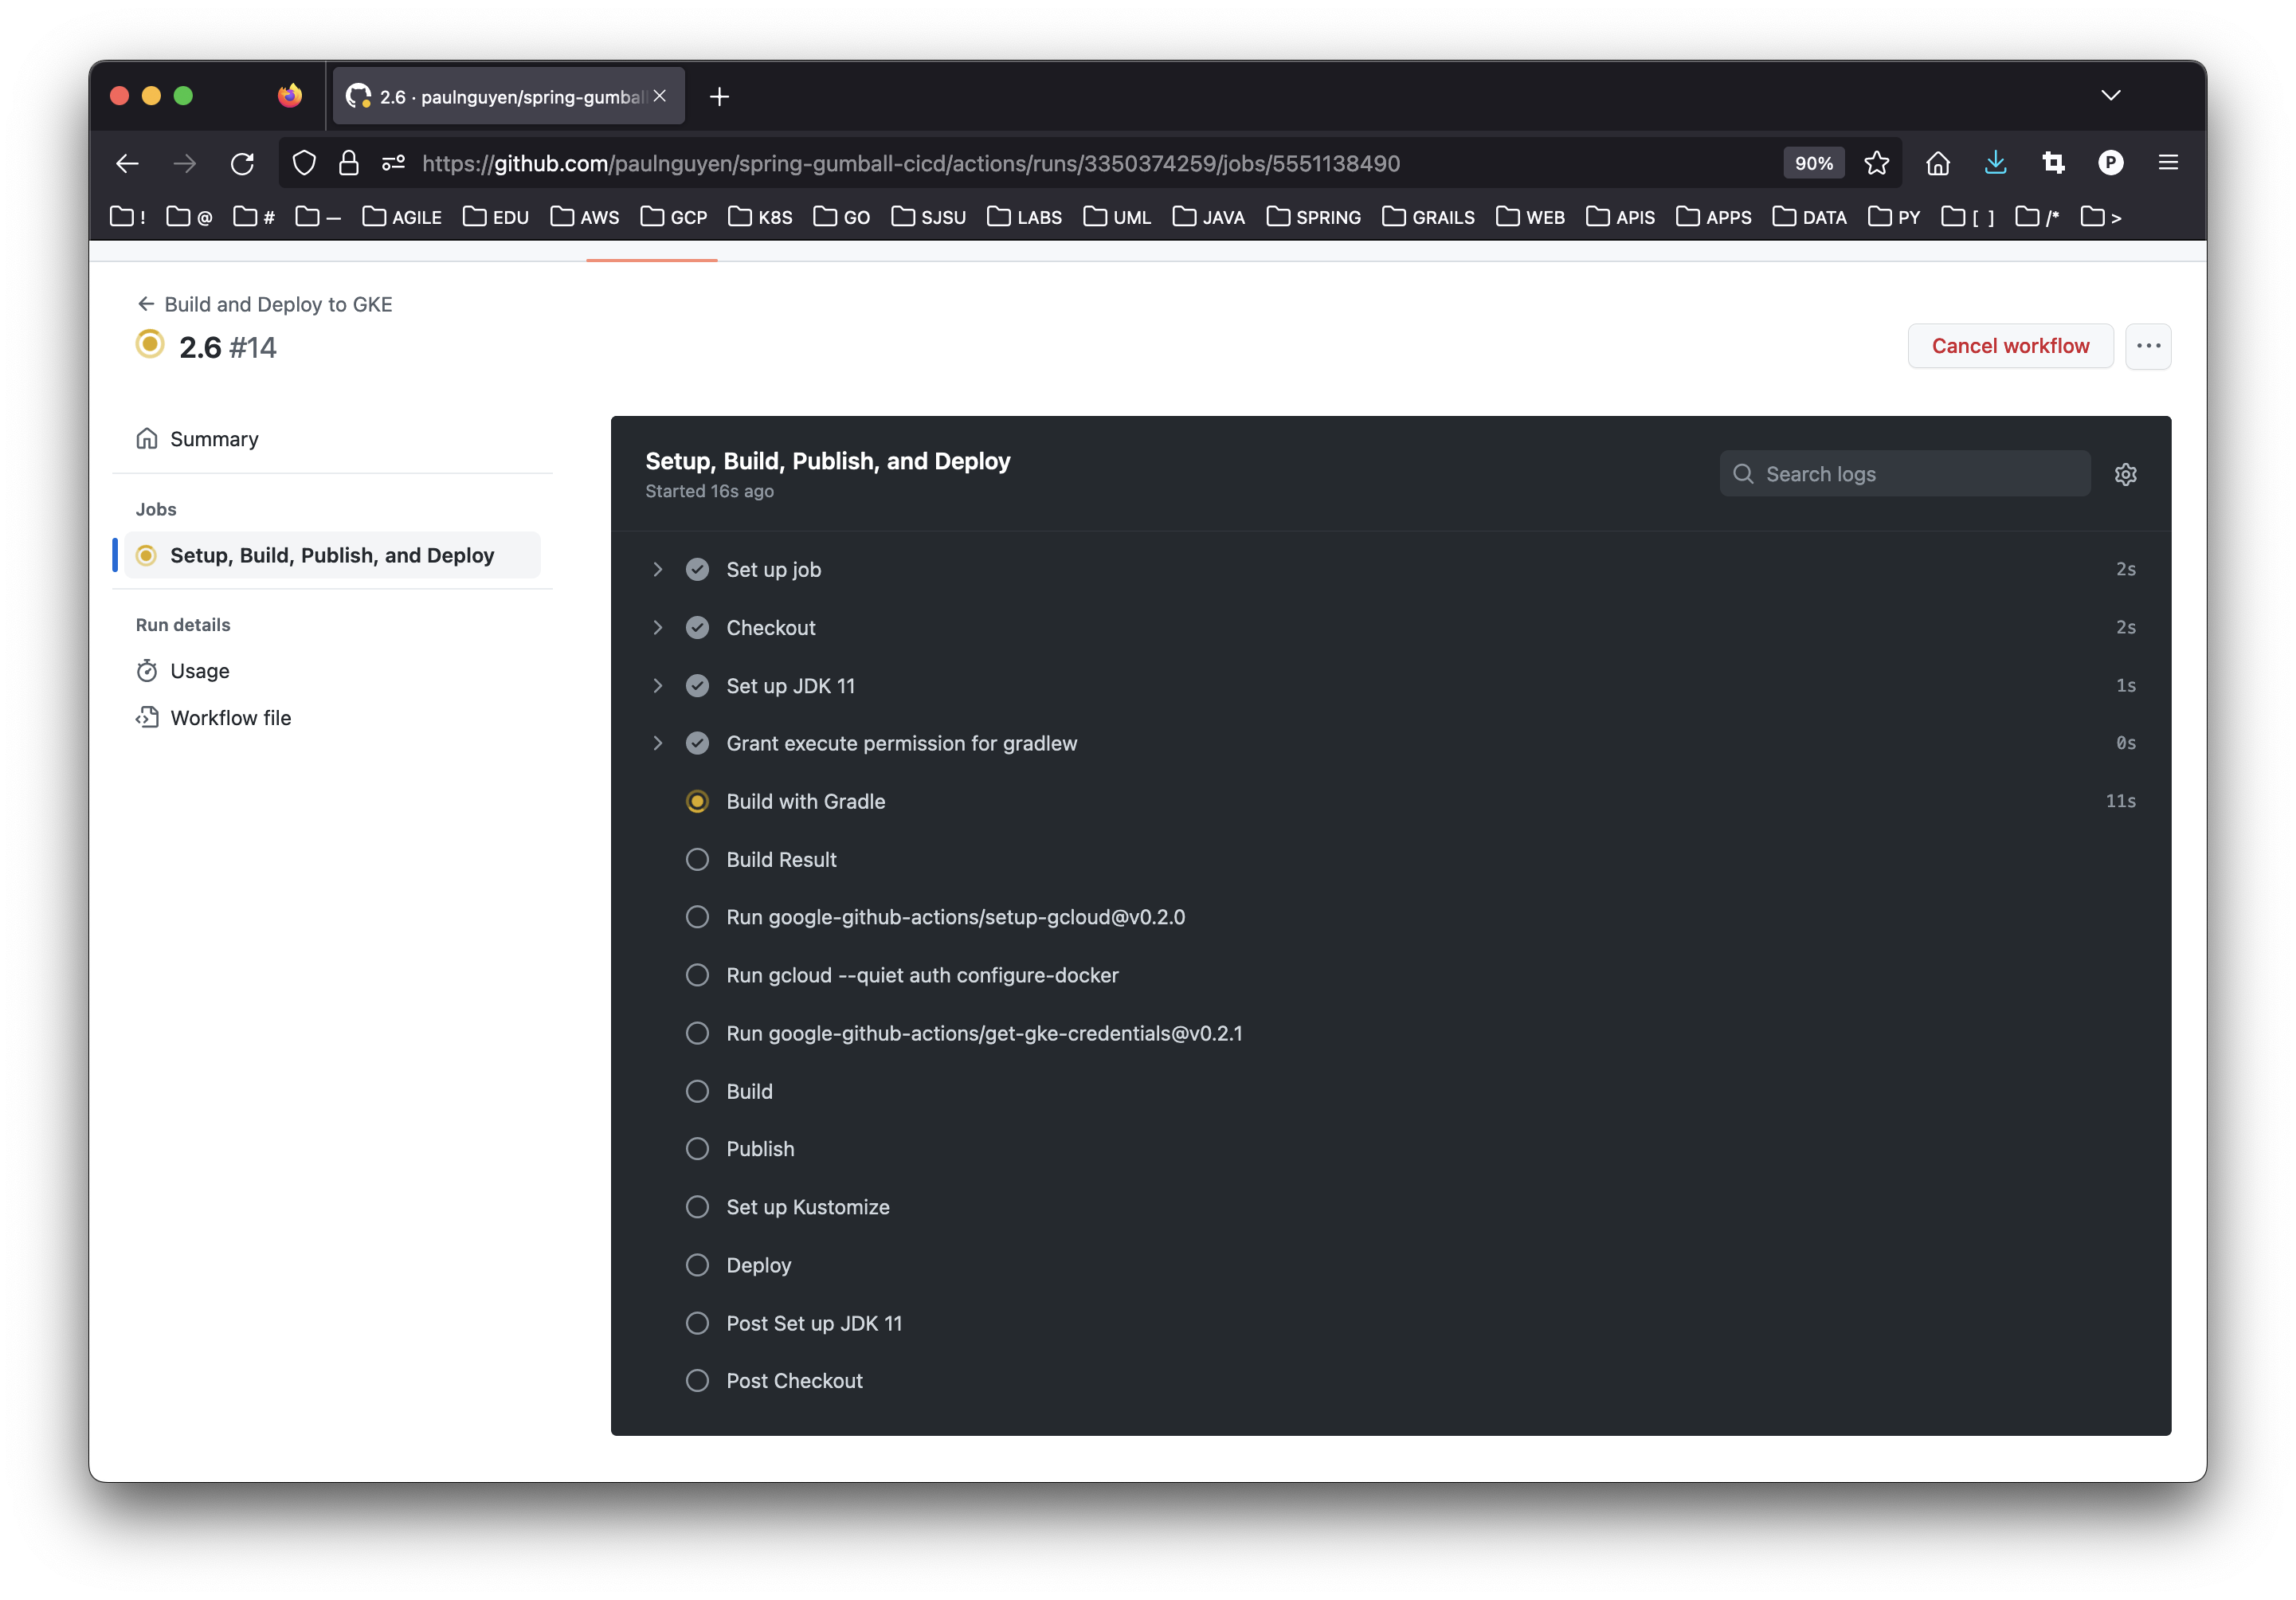 2.6 · paulnguyen/spring-gumbal
https://github.com/paulnguyen/spring-gumball-cicd/actions/runs/3350374259/jobs/5551138490
90%
P
! @ # — AGILE EDU AWS GCP K8S GO SJSU LABS UML JAVA SPRING GRAILS WEB APIS APPS DATA PY [ ] /* >
Build and Deploy to GKE
2.6 #14
Cancel workflow
Summary
Jobs
Setup, Build, Publish, and Deploy
Run details
Usage
Workflow file
Setup, Build, Publish, and Deploy
Started 16s ago
Search logs
Set up job 2s
Checkout 2s
Set up JDK 11 1s
Grant execute permission for gradlew 0s
Build with Gradle 11s
Build Result
Run google-github-actions/setup-gcloud@v0.2.0
Run gcloud --quiet auth configure-docker
Run google-github-actions/get-gke-credentials@v0.2.1
Build
Publish
Set up Kustomize
Deploy
Post Set up JDK 11
Post Checkout